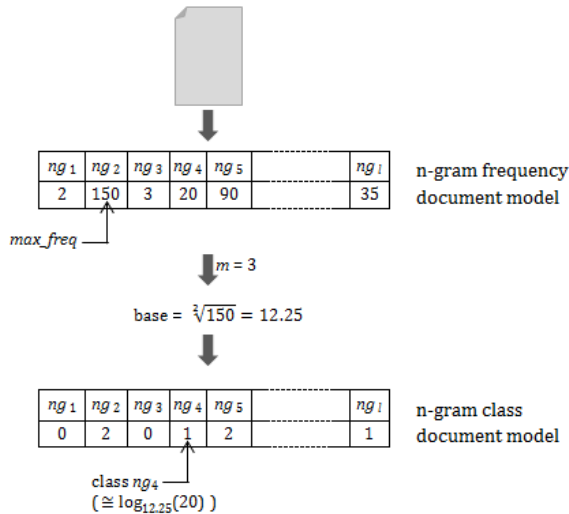 ng 1 ng 2 ng 3 ng 4 ng 5 ng l
2 150 3 20 90 35
n-gram frequency
document model
max_freq
m = 3
base = ²√150 = 12.25
ng 1 ng 2 ng 3 ng 4 ng 5 ng l
0 2 0 1 2 1
n-gram class
document model
class ng₄
( ≅ log₁₂.₂₅(20) )